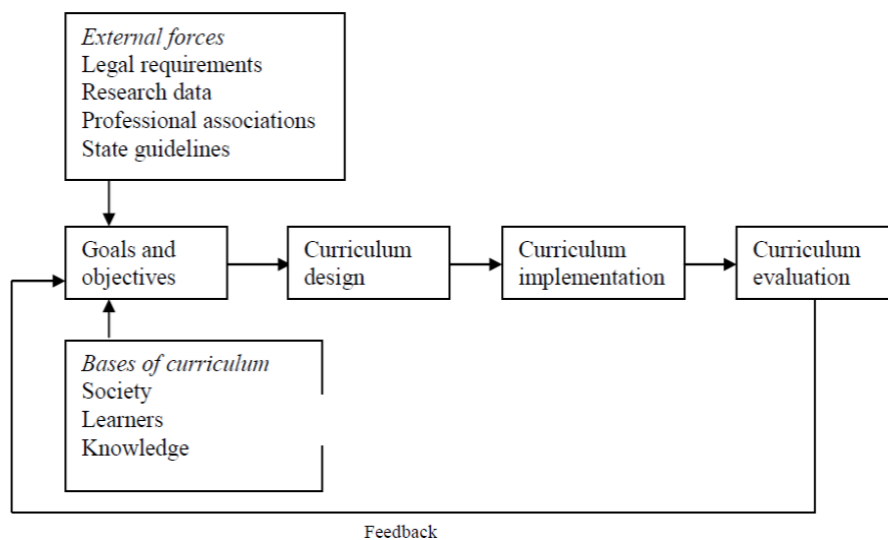 External forces
Legal requirements
Research data
Professional associations
State guidelines
Goals and
objectives
Curriculum
design
Curriculum
implementation
Curriculum
evaluation
Bases of curriculum
Society
Learners
Knowledge
Feedback